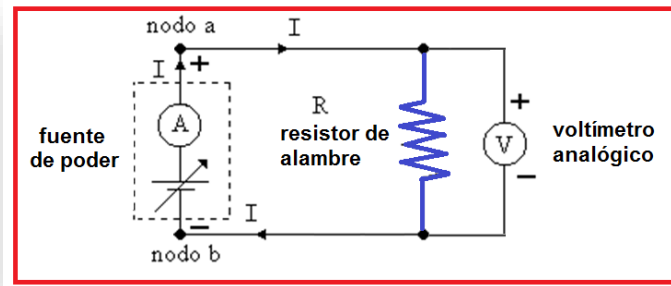 nodo a
I
I
+
A
fuente
de poder
R
resistor de
alambre
+
V
−
voltímetro
analógico
−
I
nodo b